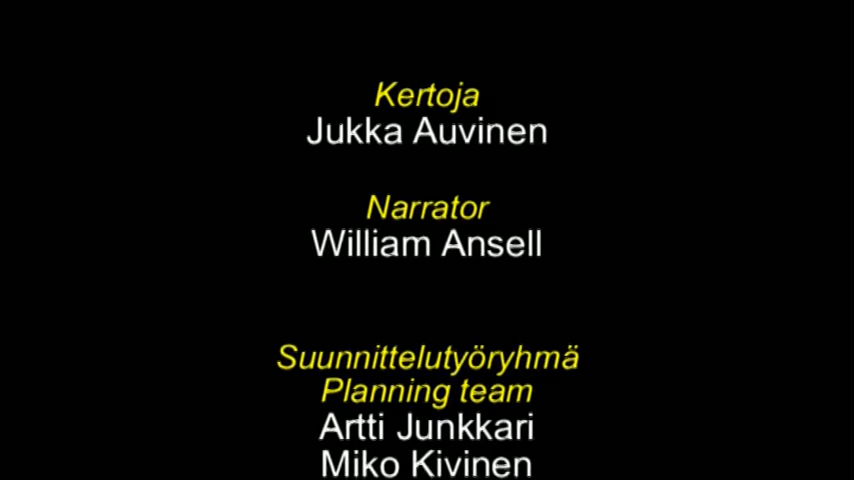 Kertoja
Jukka Auvinen
Narrator
William Ansell
Suunnittelutyöryhmä
Planning team
Artti Junkkari
Miko Kivinen